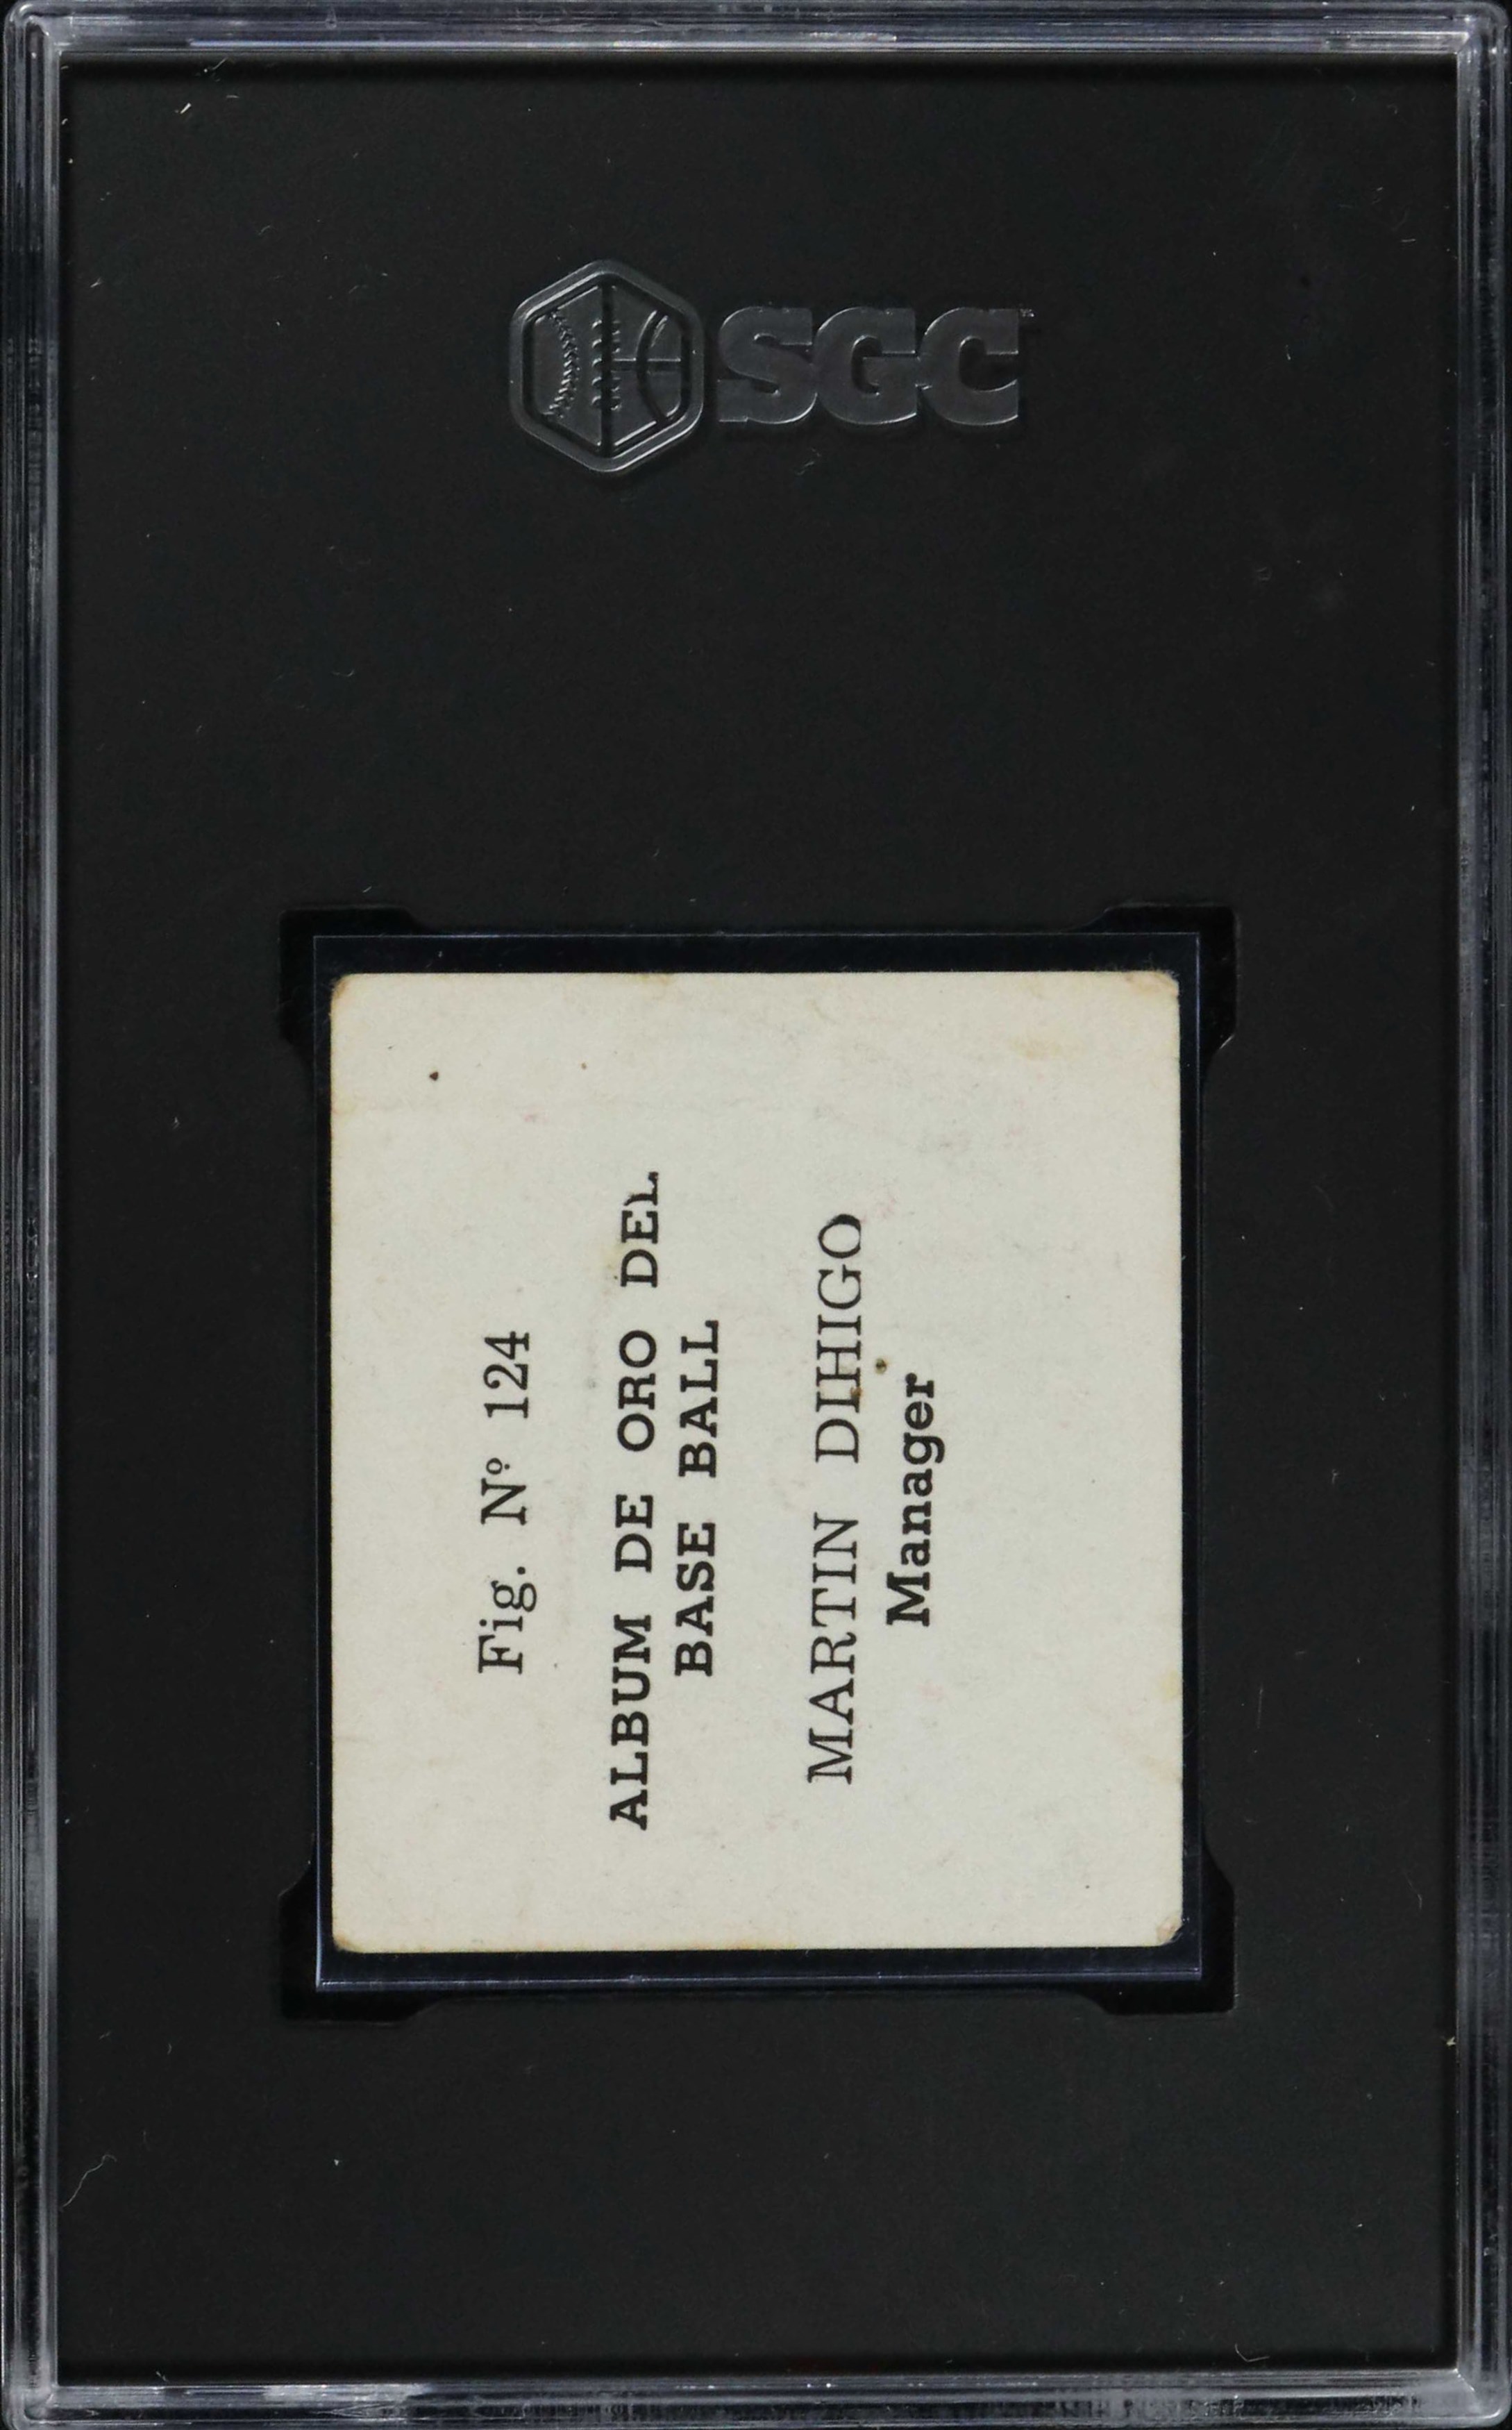 SGC
Fig. Nº 124
ALBUM DE ORO DEL
BASE BALL
MARTIN DIHIGO
Manager